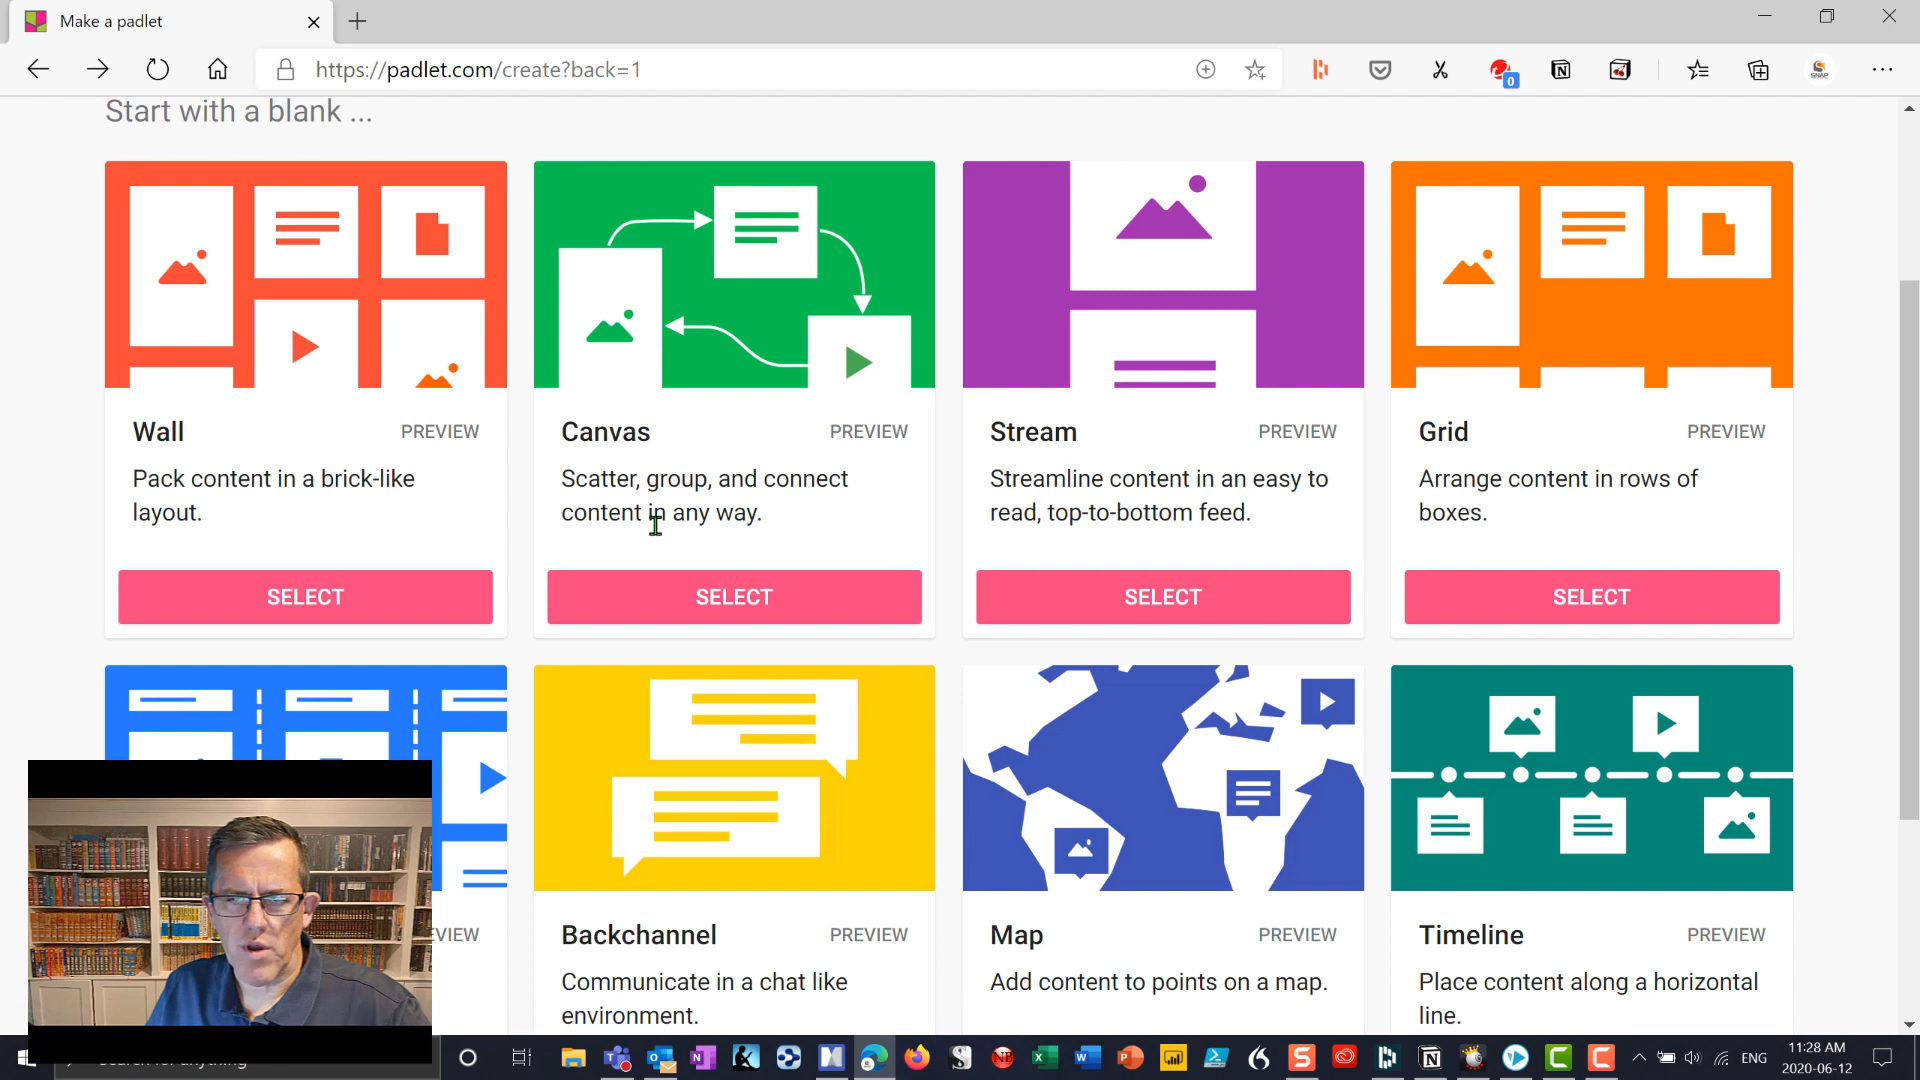 Make a padlet
https://padlet.com/create?back=1
0
SNAP
Start with a blank ...
Wall PREVIEW
Pack content in a brick-like
layout.
SELECT
Canvas PREVIEW
Scatter, group, and connect
content in any way.
SELECT
Stream PREVIEW
Streamline content in an easy to
read, top-to-bottom feed.
SELECT
Grid PREVIEW
Arrange content in rows of
boxes.
SELECT
VIEW
Backchannel PREVIEW
Communicate in a chat like
environment.
Map PREVIEW
Add content to points on a map.
Timeline PREVIEW
Place content along a horizontal
line.
ENG
11:28 AM
2020-06-12